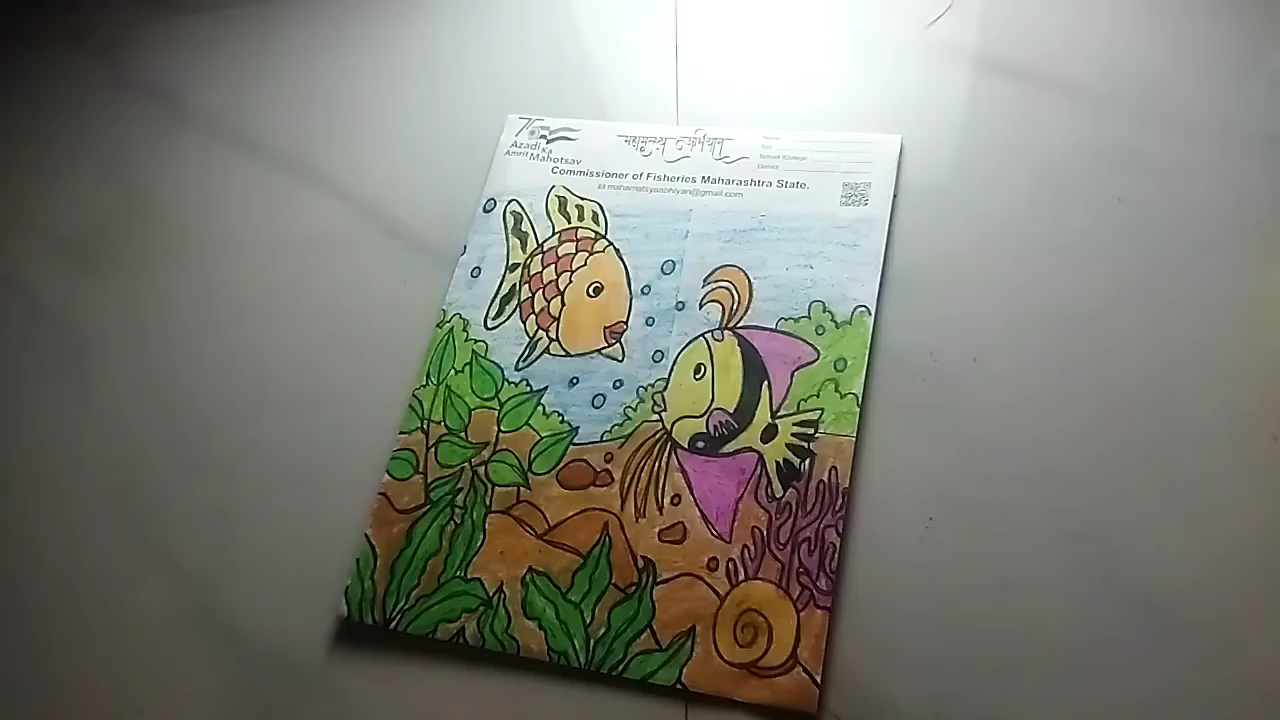 75
Azadi Ka
Amrit Mahotsav
महामत्स्य अभियान
Name:
School /College
District:
Commissioner of Fisheries Maharashtra State.
mahamatsyaabhiyan@gmail.com